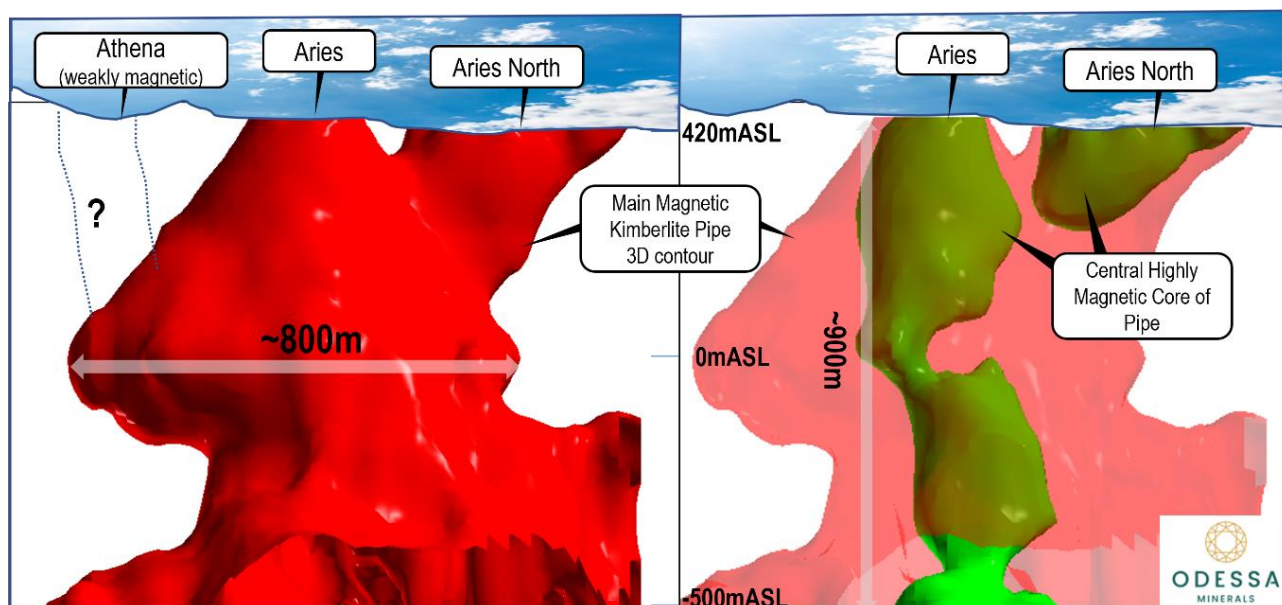 Athena
(weakly magnetic)
Aries
Aries North
?
~800m
Main Magnetic
Kimberlite Pipe
3D contour
Aries
Aries North
420mASL
0mASL
-500mASL
~900m
Central Highly
Magnetic Core of
Pipe
ODESSA
MINERALS